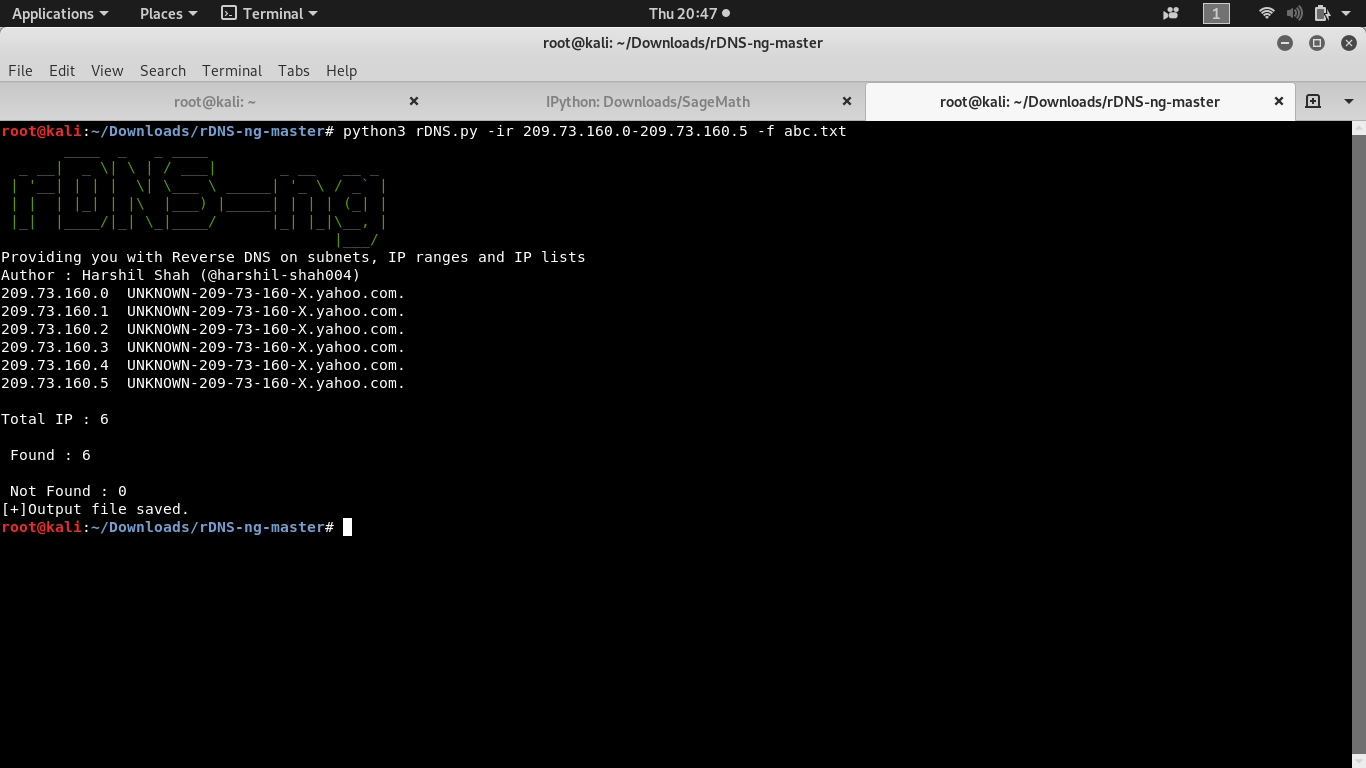 Applications Places Terminal Thu 20:47 1
root@kali: ~/Downloads/rDNS-ng-master
File Edit View Search Terminal Tabs Help
root@kali: ~ IPython: Downloads/SageMath root@kali: ~/Downloads/rDNS-ng-master
root@kali:~/Downloads/rDNS-ng-master# python3 rDNS.py -ir 209.73.160.0-209.73.160.5 -f abc.txt
rDNS-ng
Providing you with Reverse DNS on subnets, IP ranges and IP lists
Author : Harshil Shah (@harshil-shah004)
209.73.160.0  UNKNOWN-209-73-160-X.yahoo.com.
209.73.160.1  UNKNOWN-209-73-160-X.yahoo.com.
209.73.160.2  UNKNOWN-209-73-160-X.yahoo.com.
209.73.160.3  UNKNOWN-209-73-160-X.yahoo.com.
209.73.160.4  UNKNOWN-209-73-160-X.yahoo.com.
209.73.160.5  UNKNOWN-209-73-160-X.yahoo.com.
Total IP : 6
Found : 6
Not Found : 0
[+]Output file saved.
root@kali:~/Downloads/rDNS-ng-master#